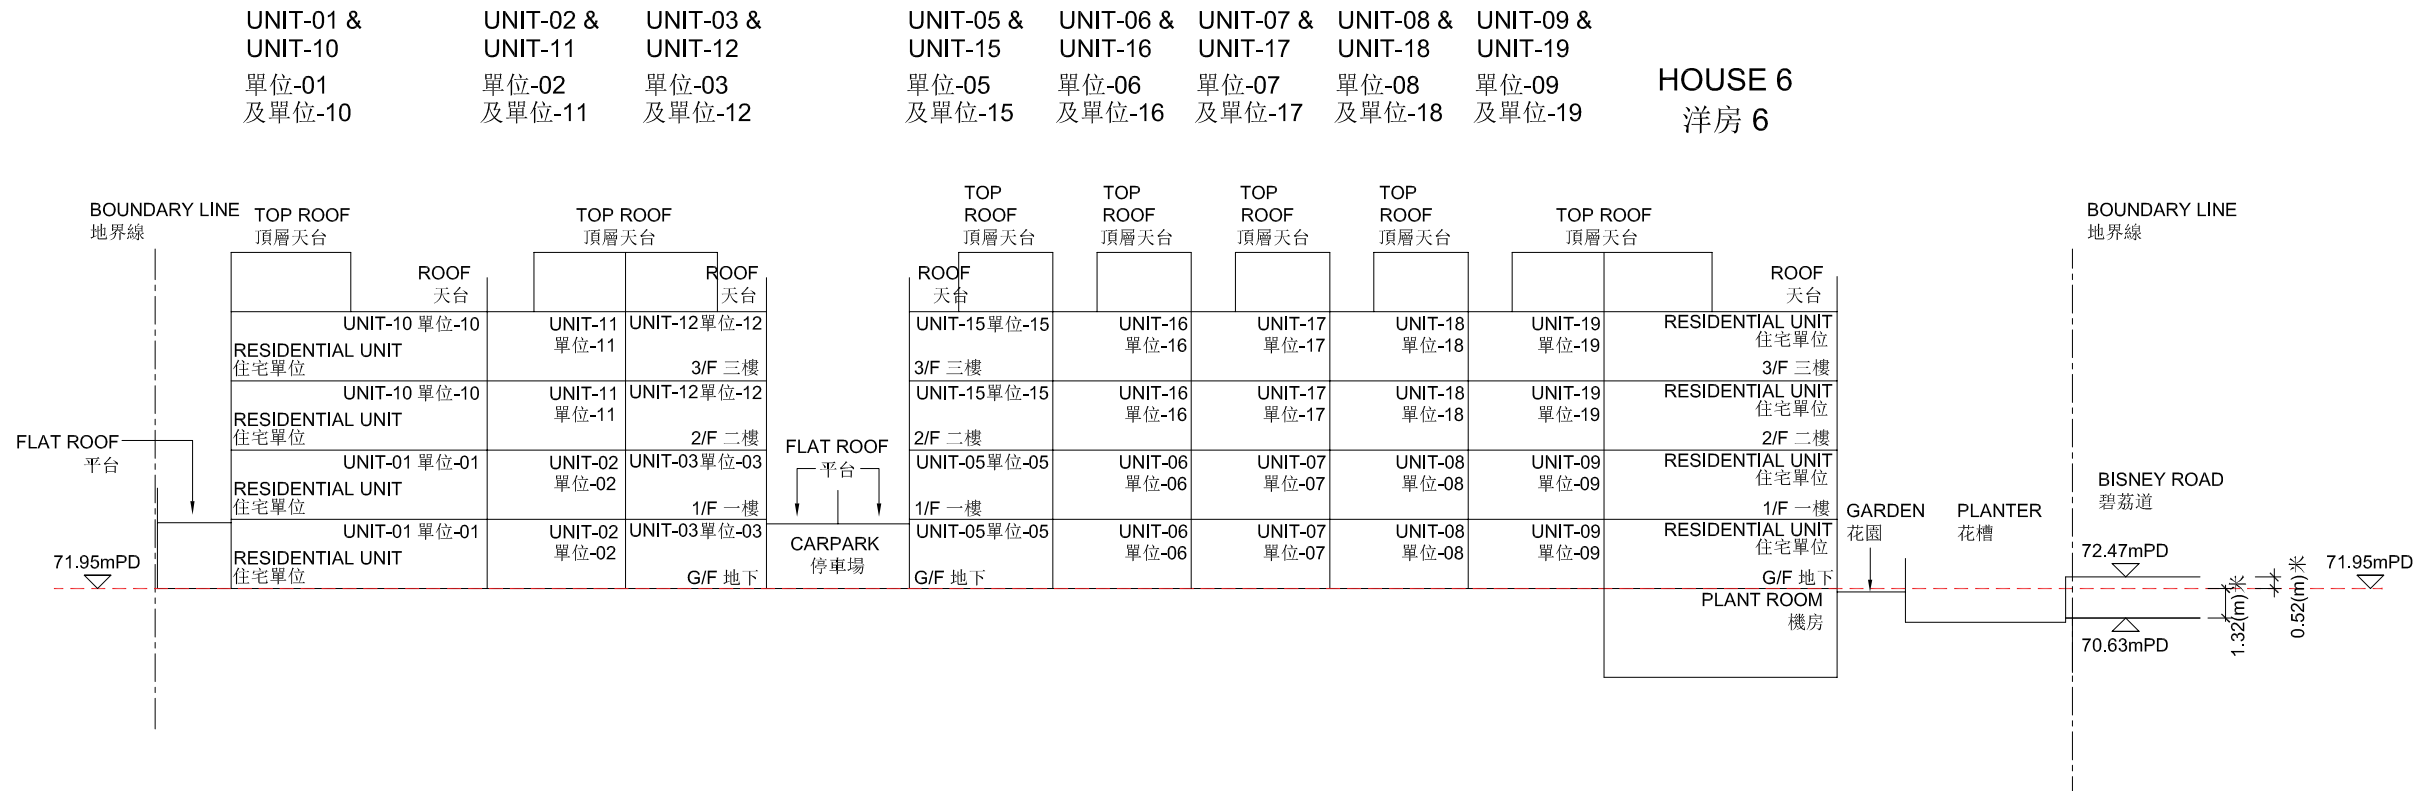 UNIT-01 &
UNIT-10
單位-01
及單位-10
UNIT-02 &
UNIT-11
單位-02
及單位-11
UNIT-03 &
UNIT-12
單位-03
及單位-12
UNIT-05 &
UNIT-15
單位-05
及單位-15
UNIT-06 &
UNIT-16
單位-06
及單位-16
UNIT-07 &
UNIT-17
單位-07
及單位-17
UNIT-08 &
UNIT-18
單位-08
及單位-18
UNIT-09 &
UNIT-19
單位-09
及單位-19
HOUSE 6
洋房 6
BOUNDARY LINE
地界線
TOP ROOF
頂層天台
ROOF
天台
TOP ROOF
頂層天台
ROOF
天台
ROOF
天台
TOP
ROOF
頂層天台
TOP
ROOF
頂層天台
TOP
ROOF
頂層天台
TOP
ROOF
頂層天台
TOP ROOF
頂層天台
ROOF
天台
BOUNDARY LINE
地界線
UNIT-10 單位-10
RESIDENTIAL UNIT
住宅單位
UNIT-11
單位-11
UNIT-12單位-12
3/F 三樓
UNIT-15單位-15
3/F 三樓
UNIT-16
單位-16
UNIT-17
單位-17
UNIT-18
單位-18
UNIT-19
單位-19
RESIDENTIAL UNIT
住宅單位
3/F 三樓
UNIT-10 單位-10
RESIDENTIAL UNIT
住宅單位
UNIT-11
單位-11
UNIT-12單位-12
2/F 二樓
UNIT-15單位-15
2/F 二樓
UNIT-16
單位-16
UNIT-17
單位-17
UNIT-18
單位-18
UNIT-19
單位-19
RESIDENTIAL UNIT
住宅單位
2/F 二樓
FLAT ROOF
平台
UNIT-01 單位-01
RESIDENTIAL UNIT
住宅單位
UNIT-02
單位-02
UNIT-03單位-03
1/F 一樓
FLAT ROOF
平台
UNIT-05單位-05
1/F 一樓
UNIT-06
單位-06
UNIT-07
單位-07
UNIT-08
單位-08
UNIT-09
單位-09
RESIDENTIAL UNIT
住宅單位
1/F 一樓
BISNEY ROAD
碧荔道
71.95mPD
UNIT-01 單位-01
RESIDENTIAL UNIT
住宅單位
UNIT-02
單位-02
UNIT-03單位-03
G/F 地下
CARPARK
停車場
UNIT-05單位-05
G/F 地下
UNIT-06
單位-06
UNIT-07
單位-07
UNIT-08
單位-08
UNIT-09
單位-09
RESIDENTIAL UNIT
住宅單位
G/F 地下
GARDEN
花園
PLANTER
花槽
72.47mPD
71.95mPD
PLANT ROOM
機房
70.63mPD
1.32(m)米
0.52(m)米